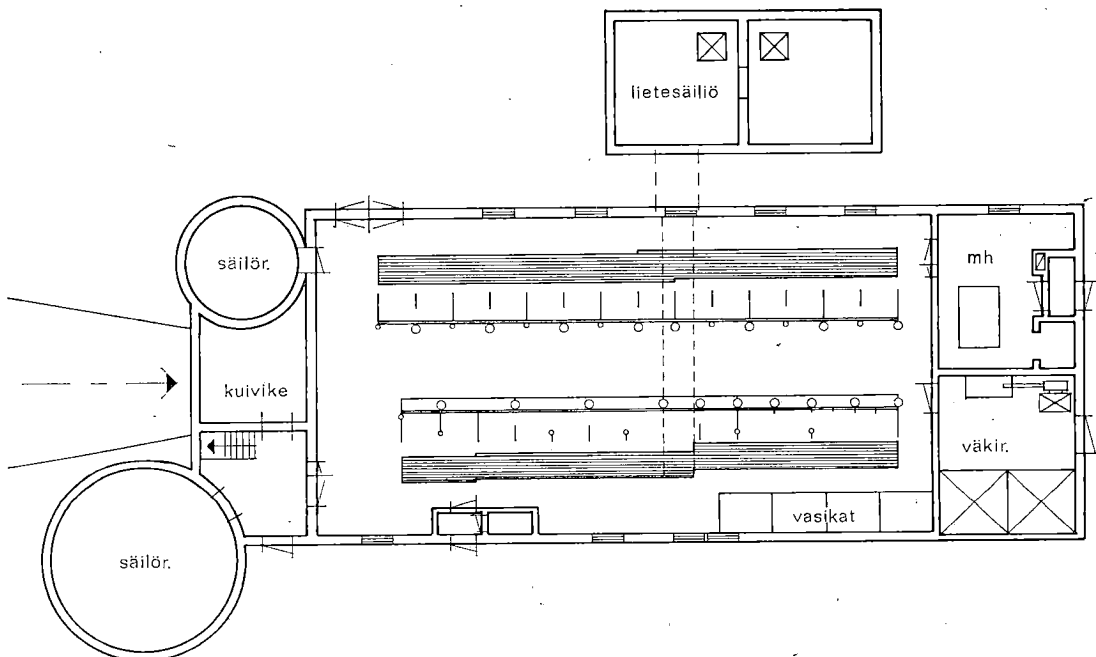 lietesäiliö
säilör.
mh
kuivike
väkir.
vasikat
säilör.